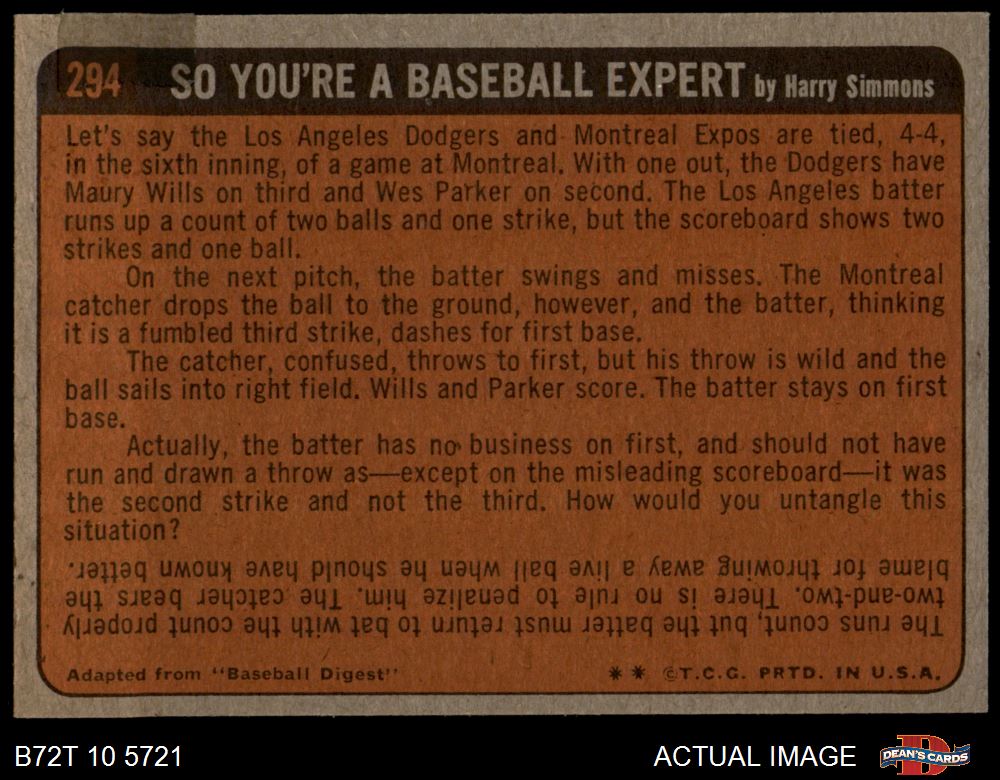 294 SO YOU'RE A BASEBALL EXPERT by Harry Simmons
Let's say the Los Angeles Dodgers and Montreal Expos are tied, 4-4,
in the sixth inning, of a game at Montreal. With one out, the Dodgers have
Maury Wills on third and Wes Parker on second. The Los Angeles batter
runs up a count of two balls and one strike, but the scoreboard shows two
strikes and one ball.
On the next pitch, the batter swings and misses. The Montreal
catcher drops the ball to the ground, however, and the batter, thinking
it is a fumbled third strike, dashes for first base.
The catcher, confused, throws to first, but his throw is wild and the
ball sails into right field. Wills and Parker score. The batter stays on first
base.
Actually, the batter has no business on first, and should not have
run and drawn a throw as—except on the misleading scoreboard—it was
the second strike and not the third. How would you untangle this
situation?
The runs count, but the batter must return to bat with the count properly
two-and-two. There is no rule to penalize him. The catcher bears the
blame for throwing away a live ball when he should have known better.
Adapted from "Baseball Digest" ** ©T.C.G. PRTD. IN U.S.A.
B72T 10 5721 ACTUAL IMAGE DEAN'S CARDS